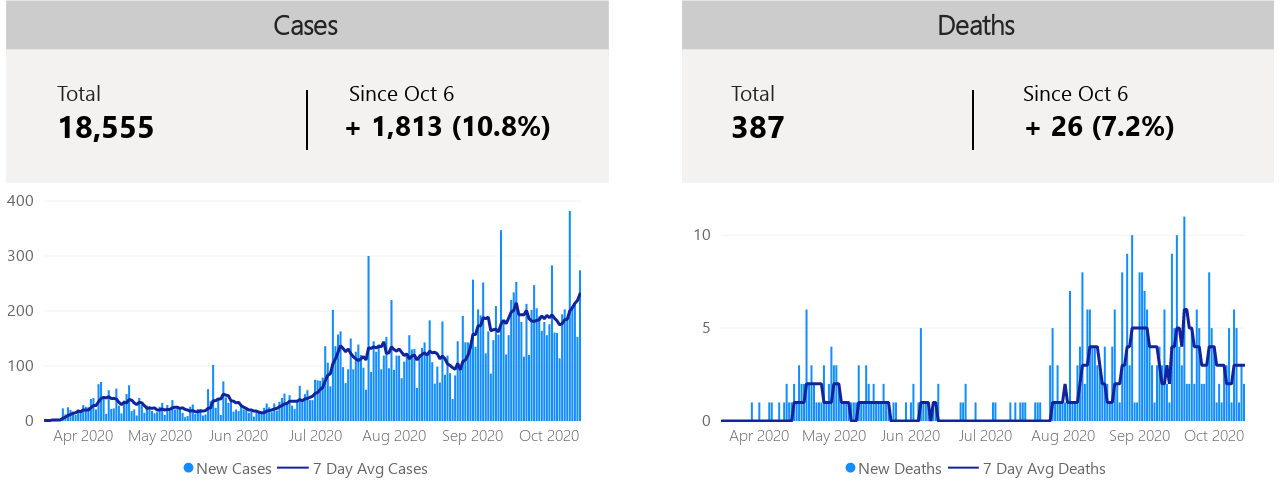 Cases
Total
18,555
Since Oct 6
+ 1,813 (10.8%)
400
300
200
100
0
Apr 2020 May 2020 Jun 2020 Jul 2020 Aug 2020 Sep 2020 Oct 2020
New Cases 7 Day Avg Cases
Deaths
Total
387
Since Oct 6
+ 26 (7.2%)
10
5
0
Apr 2020 May 2020 Jun 2020 Jul 2020 Aug 2020 Sep 2020 Oct 2020
New Deaths 7 Day Avg Deaths